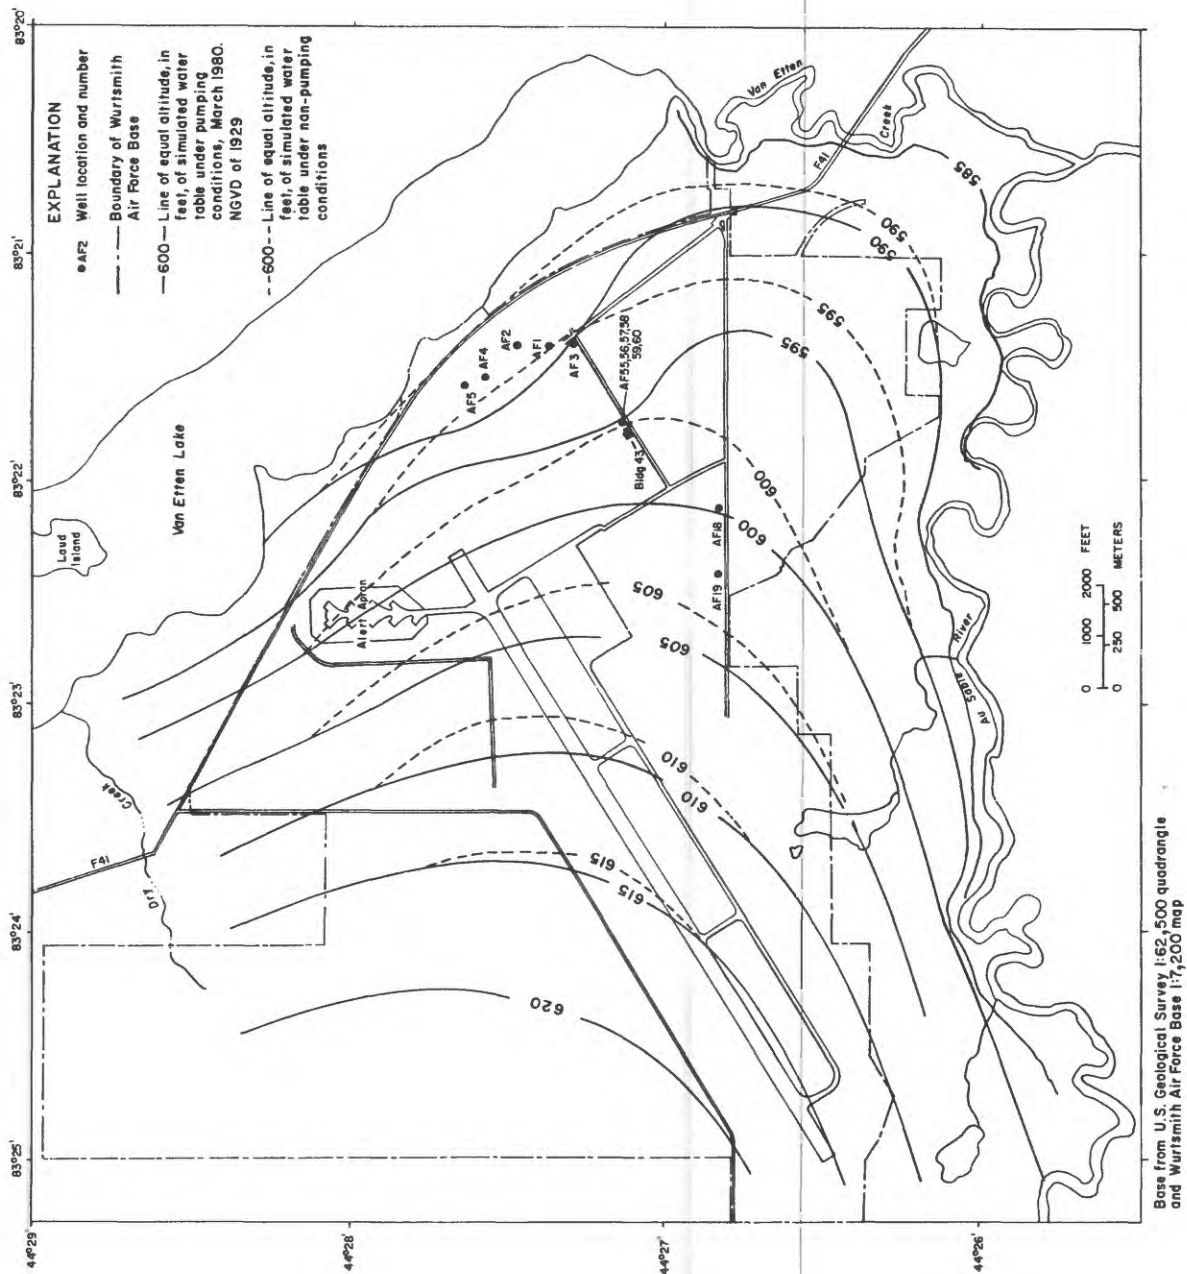 EXPLANATION
●AF2 Well location and number
Boundary of Wurtsmith
Air Force Base
—600— Line of equal altitude, in
feet, of simulated water
table under pumping
conditions, March 1980.
NGVD of 1929
--600-- Line of equal altitude, in
feet, of simulated water
table under non-pumping
conditions
83°20'
83°21'
83°22'
83°23'
83°24'
83°25'
44°29'
44°28'
44°27'
44°26'
Loud
Island
Van Etten Lake
Van Etten
Creek
F41
Dry
Creek
F41
Alert Apron
AF5
AF4
AF2
AF1
AF3
AF55,56,57,58
59,60
Bldg 43
AF18
AF19
585
590
590
595
595
600
600
605
605
610
610
615
615
620
Au Sable
River
0 1000 2000 FEET
0 250 500 METERS
Base from U.S. Geological Survey 1:62,500 quadrangle
and Wurtsmith Air Force Base 1:7,200 map